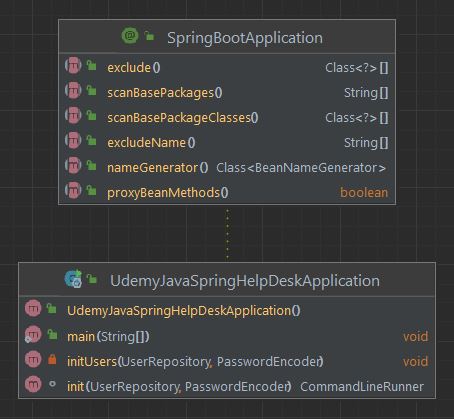 SpringBootApplication
exclude() Class<?>[]
scanBasePackages() String[]
scanBasePackageClasses() Class<?>[]
excludeName() String[]
nameGenerator() Class<BeanNameGenerator>
proxyBeanMethods() boolean
UdemyJavaSpringHelpDeskApplication
UdemyJavaSpringHelpDeskApplication()
main(String[]) void
initUsers(UserRepository, PasswordEncoder) void
init(UserRepository, PasswordEncoder) CommandLineRunner